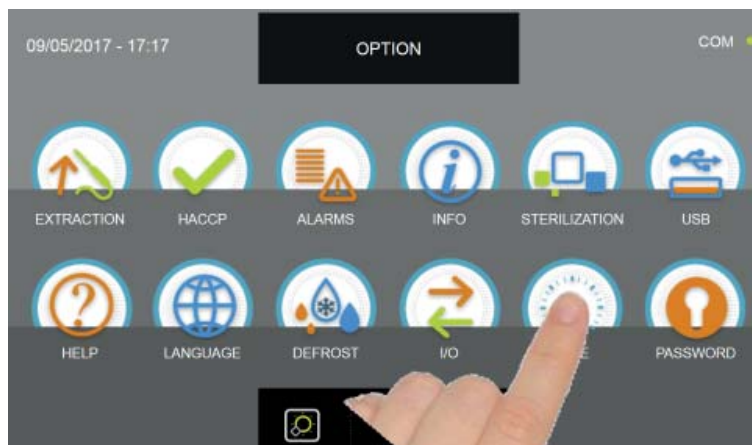 09/05/2017 - 17:17
OPTION
COM
EXTRACTION
HACCP
ALARMS
INFO
STERILIZATION
USB
HELP
LANGUAGE
DEFROST
I/O
PASSWORD